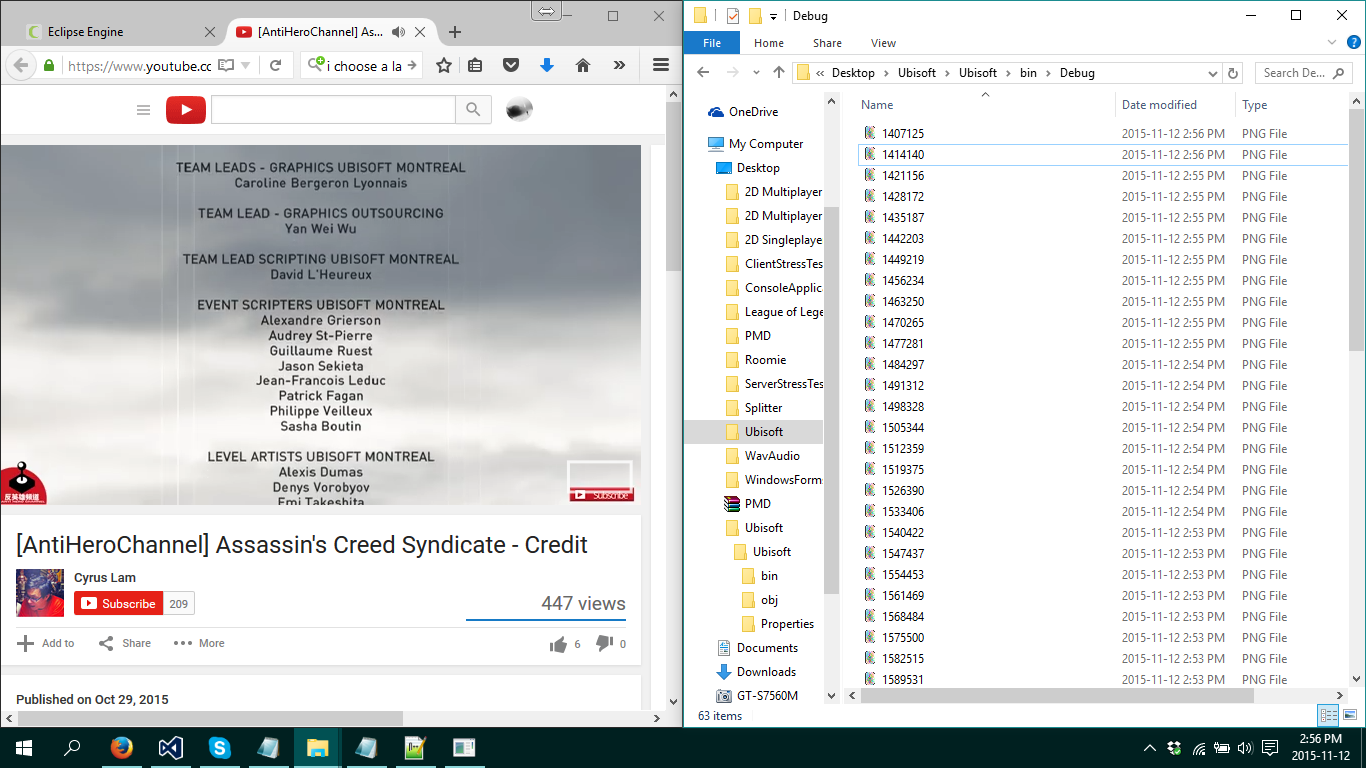 Eclipse Engine
[AntiHeroChannel] As...
https://www.youtube.cc
i choose a la
TEAM LEADS - GRAPHICS UBISOFT MONTREAL
Caroline Bergeron Lyonnais
TEAM LEAD - GRAPHICS OUTSOURCING
Yan Wei Wu
TEAM LEAD SCRIPTING UBISOFT MONTREAL
David L'Heureux
EVENT SCRIPTERS UBISOFT MONTREAL
Alexandre Grierson
Audrey St-Pierre
Guillaume Ruest
Jason Sekieta
Jean-Francois Leduc
Patrick Fagan
Philippe Veilleux
Sasha Boutin
LEVEL ARTISTS UBISOFT MONTREAL
Alexis Dumas
Denys Vorobyov
Emi Takeshita
反英雄頻道
Subscribe
[AntiHeroChannel] Assassin's Creed Syndicate - Credit
Cyrus Lam
Subscribe 209
447 views
Add to Share More 6 0
Published on Oct 29, 2015
Debug
File Home Share View
« Desktop > Ubisoft > Ubisoft > bin > Debug
Search De...
OneDrive
My Computer
Desktop
2D Multiplayer
2D Multiplayer
2D Singleplaye
ClientStressTes
ConsoleApplic
League of Lege
PMD
Roomie
ServerStressTes
Splitter
Ubisoft
WavAudio
WindowsForm
PMD
Ubisoft
Ubisoft
bin
obj
Properties
Documents
Downloads
GT-S7560M
Name Date modified Type
1407125 2015-11-12 2:56 PM PNG File
1414140 2015-11-12 2:56 PM PNG File
1421156 2015-11-12 2:55 PM PNG File
1428172 2015-11-12 2:55 PM PNG File
1435187 2015-11-12 2:55 PM PNG File
1442203 2015-11-12 2:55 PM PNG File
1449219 2015-11-12 2:55 PM PNG File
1456234 2015-11-12 2:55 PM PNG File
1463250 2015-11-12 2:55 PM PNG File
1470265 2015-11-12 2:55 PM PNG File
1477281 2015-11-12 2:55 PM PNG File
1484297 2015-11-12 2:54 PM PNG File
1491312 2015-11-12 2:54 PM PNG File
1498328 2015-11-12 2:54 PM PNG File
1505344 2015-11-12 2:54 PM PNG File
1512359 2015-11-12 2:54 PM PNG File
1519375 2015-11-12 2:54 PM PNG File
1526390 2015-11-12 2:54 PM PNG File
1533406 2015-11-12 2:54 PM PNG File
1540422 2015-11-12 2:53 PM PNG File
1547437 2015-11-12 2:53 PM PNG File
1554453 2015-11-12 2:53 PM PNG File
1561469 2015-11-12 2:53 PM PNG File
1568484 2015-11-12 2:53 PM PNG File
1575500 2015-11-12 2:53 PM PNG File
1582515 2015-11-12 2:53 PM PNG File
1589531 2015-11-12 2:53 PM PNG File
63 items
2:56 PM
2015-11-12